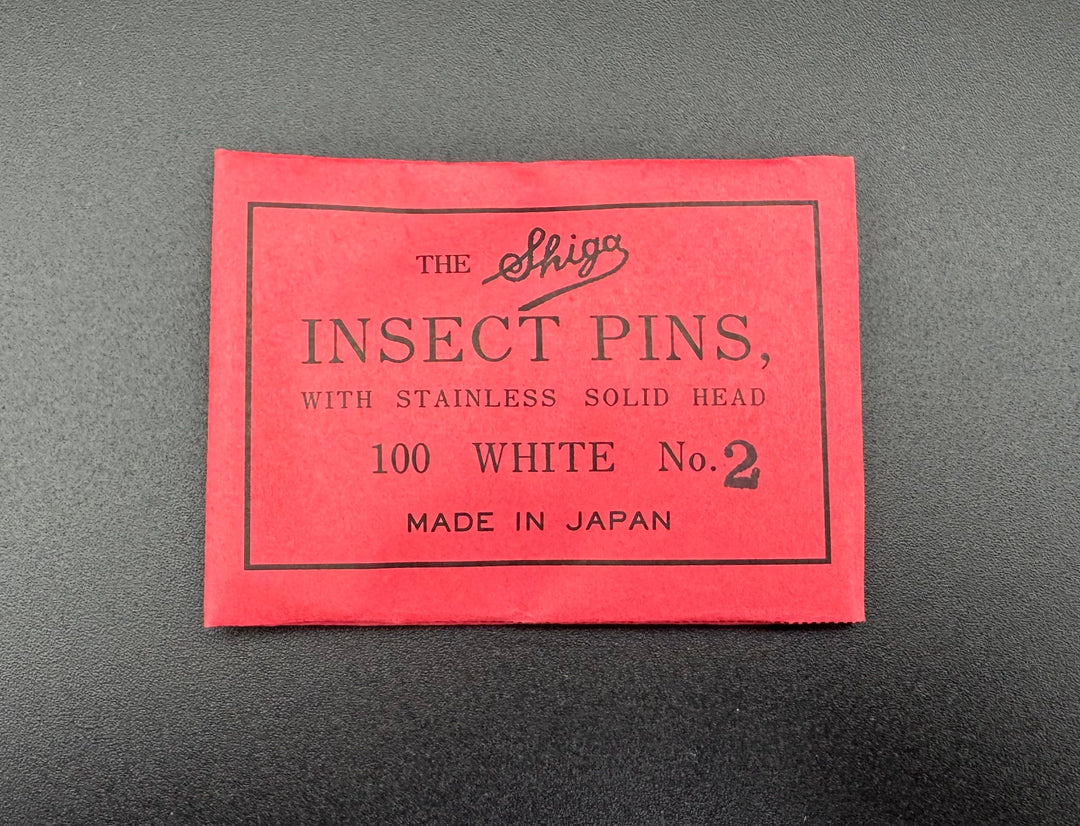 THE Shiga
INSECT PINS,
WITH STAINLESS SOLID HEAD
100 WHITE No. 2
MADE IN JAPAN